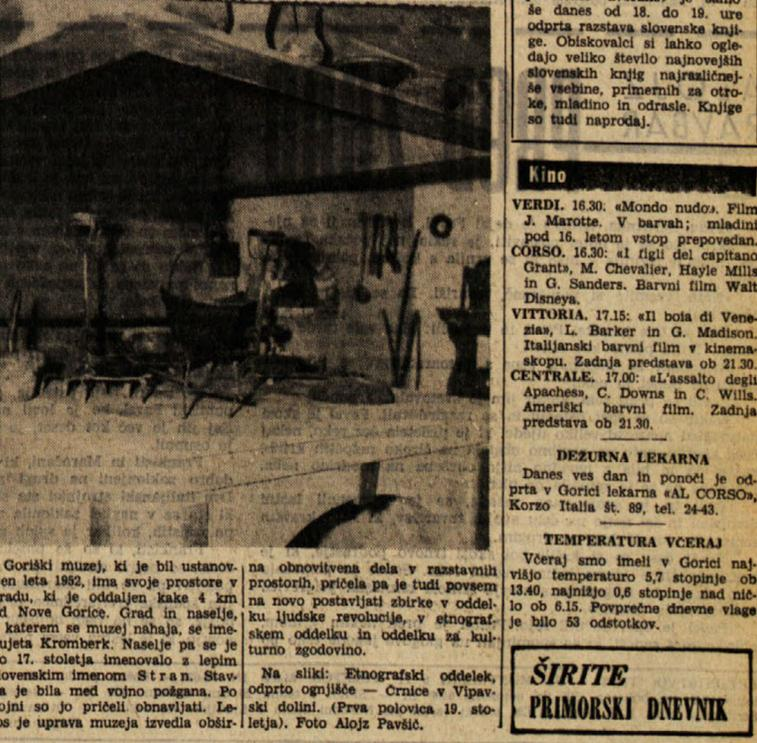 še danes od 18. do 19. ure
odprta razstava slovenske knji-
ge. Obiskovalci si lahko ogle-
dajo veliko število najnovejših
slovenskih knjig najrazličnej-
še vsebine, primernih za otro-
ke, mladino in odrasle. Knjige
so tudi naprodaj.
Kino
VERDI. 16.30: «Mondo nudo». Film
J. Marotte. V barvah; mladini
pod 16. letom vstop prepovedan.
CORSO. 16.30: «I figli del capitano
Grant», M. Chevalier, Hayle Mills
in G. Sanders. Barvni film Walt
Disneya.
VITTORIA. 17.15: «Il boia di Vene-
zia», L. Barker in G. Madison.
Italijanski barvni film v kinema-
skopu. Zadnja predstava ob 21.30.
CENTRALE. 17.00: «L'assalto degli
Apaches», C. Downs in C. Wills.
Ameriški barvni film. Zadnja
predstava ob 21.30.
DEŽURNA LEKARNA
Danes ves dan in ponoči je od-
prta v Gorici lekarna «AL CORSO»,
Korzo Italia št. 89, tel. 24-43.
TEMPERATURA VČERAJ
Včeraj smo imeli v Gorici naj-
višjo temperaturo 5,7 stopinje ob
13.40, najnižjo 0,6 stopinje nad nič-
lo ob 6.15. Povprečne dnevne vlage
je bilo 53 odstotkov.
ŠIRITE
PRIMORSKI DNEVNIK
Goriški muzej, ki je bil ustanov-
en leta 1952, ima svoje prostore v
radu, ki je oddaljen kake 4 km
d Nove Gorice. Grad in naselje,
katerem se muzej nahaja, se ime-
ujeta Kromberk. Naselje pa se je
o 17. stoletja imenovalo z lepim
lovenskim imenom Stran. Stav-
a je bila med vojno požgana. Po
ojni so jo pričeli obnavljati. Le-
os je uprava muzeja izvedla obšir-
na obnovitvena dela v razstavnih
prostorih, pričela pa je tudi povsem
na novo postavljati zbirke v oddel-
ku ljudske revolucije, v etnograf-
skem oddelku in oddelku za kul-
turno zgodovino.
Na sliki: Etnografski oddelek,
odprto ognjišče — Črnice v Vipav-
ski dolini. (Prva polovica 19. sto-
letja). Foto Alojz Pavšič.